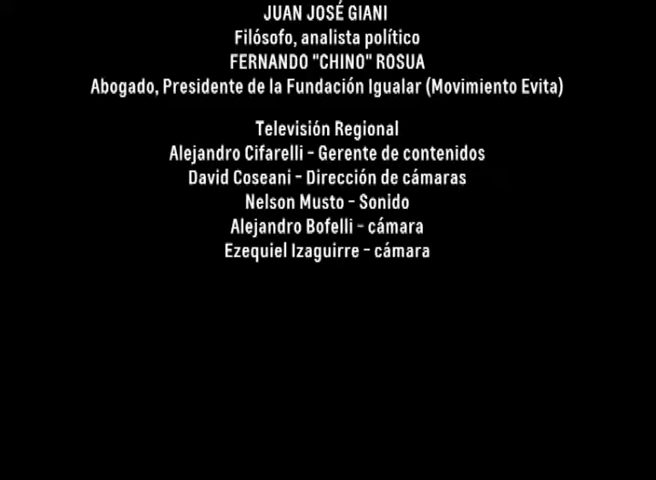 JUAN JOSÉ GIANI
Filósofo, analista político
FERNANDO "CHINO" ROSUA
Abogado, Presidente de la Fundación Igualar (Movimiento Evita)
Televisión Regional
Alejandro Cifarelli - Gerente de contenidos
David Coseani - Dirección de cámaras
Nelson Musto - Sonido
Alejandro Bofelli - cámara
Ezequiel Izaguirre - cámara